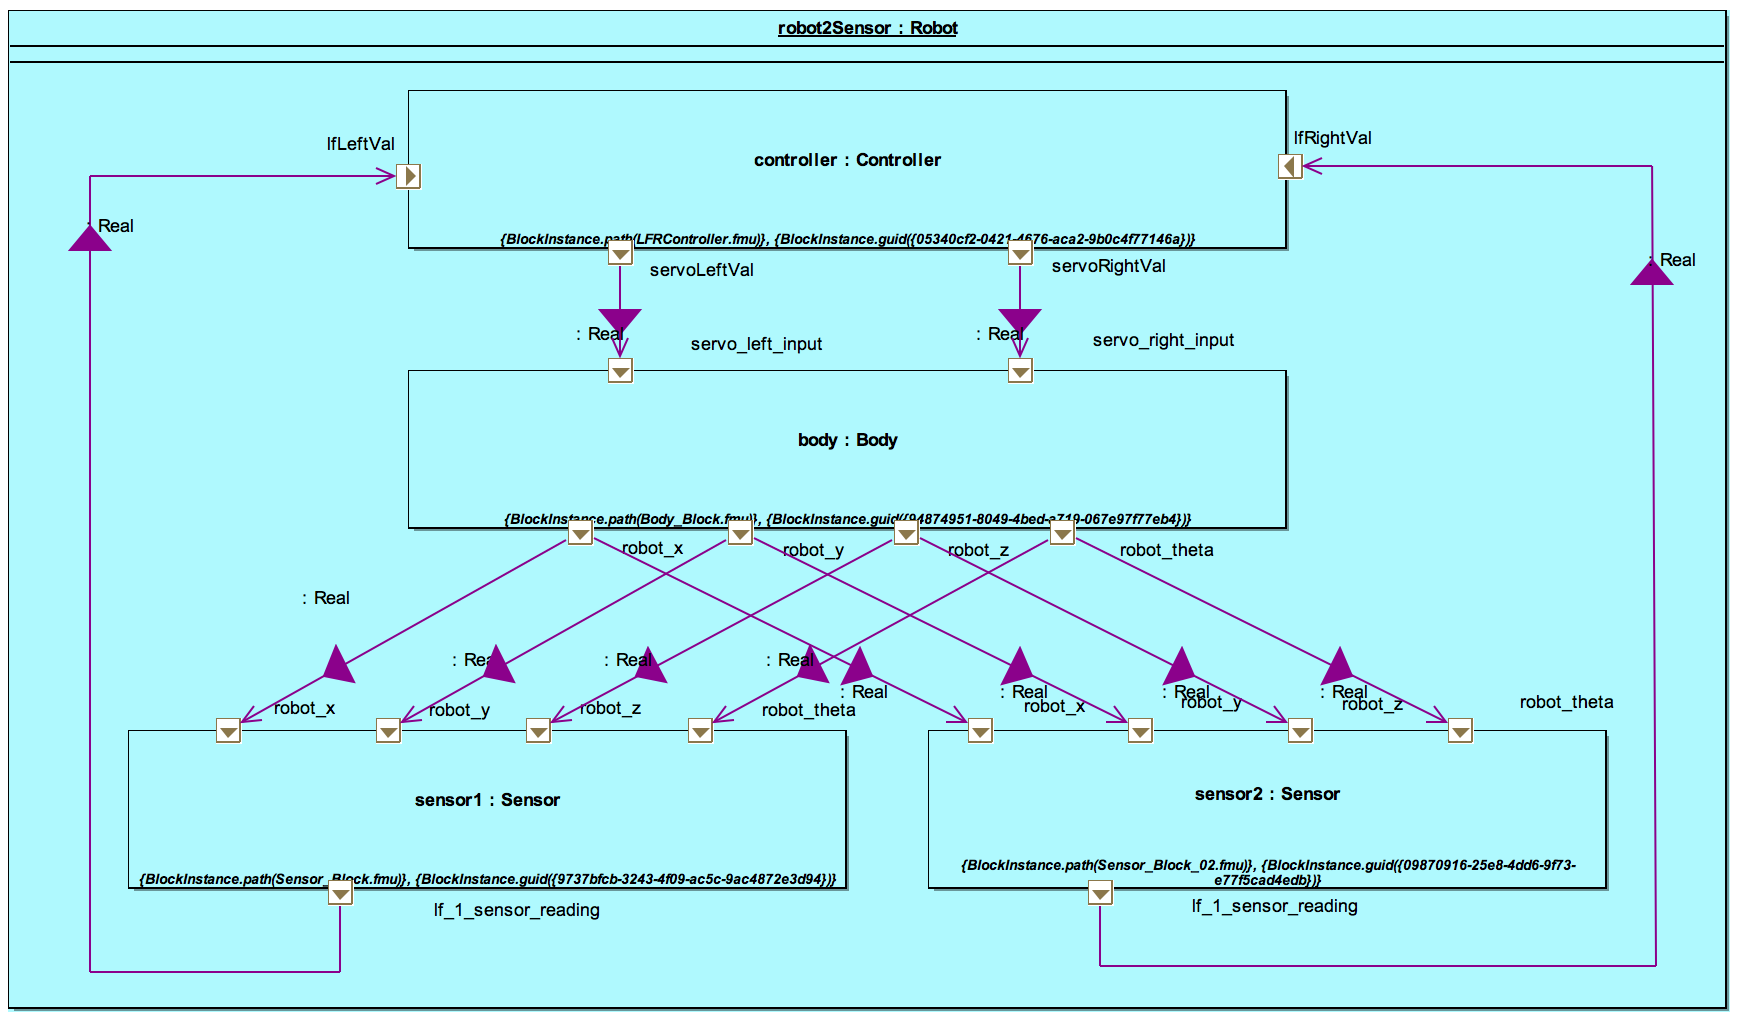 robot2Sensor : Robot
lfLeftVal
lfRightVal
controller : Controller
: Real
{BlockInstance.path(LFRController.fmu)}, {BlockInstance.guid({05340cf2-0421-4676-aca2-9b0c4f77146a})}
: Real
servoLeftVal
servoRightVal
: Real
: Real
servo_left_input
servo_right_input
body : Body
{BlockInstance.path(Body_Block.fmu)}, {BlockInstance.guid({94874951-8049-4bed-a719-067e97f77eb4})}
robot_x
robot_y
robot_z
robot_theta
: Real
: Real
: Real
: Real
: Real
: Real
: Real
: Real
robot_x
robot_y
robot_z
robot_theta
robot_x
robot_y
robot_z
robot_theta
sensor1 : Sensor
sensor2 : Sensor
{BlockInstance.path(Sensor_Block.fmu)}, {BlockInstance.guid({9737bfcb-3243-4f09-ac5c-9ac4872e3d94})}
{BlockInstance.path(Sensor_Block_02.fmu)}, {BlockInstance.guid({09870916-25e8-4dd6-9f73-
e77f5cad4edb})}
lf_1_sensor_reading
lf_1_sensor_reading